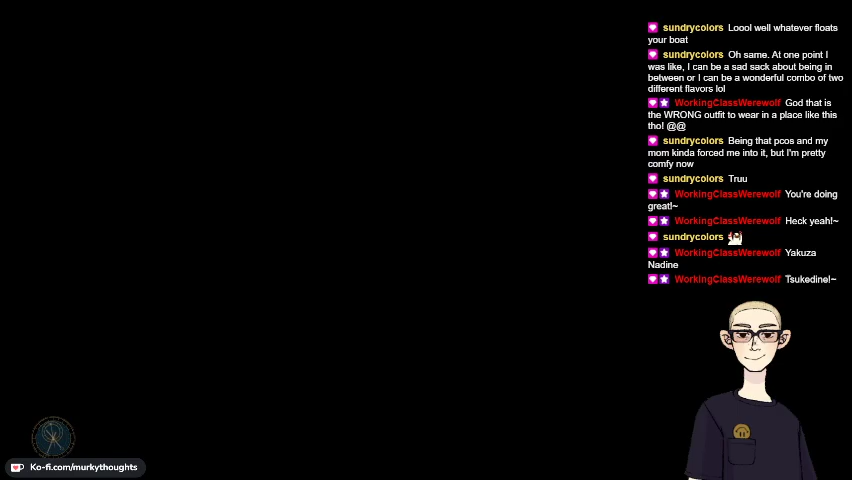 sundrycolors Loool well whatever floats
your boat
sundrycolors Oh same. At one point I
was like, I can be a sad sack about being in
between or I can be a wonderful combo of two
different flavors lol
WorkingClassWerewolf God that is
the WRONG outfit to wear in a place like this
tho! @@
sundrycolors Being that pcos and my
mom kinda forced me into it, but I'm pretty
comfy now
sundrycolors Truu
WorkingClassWerewolf You're doing
great!~
WorkingClassWerewolf Heck yeah!~
sundrycolors
WorkingClassWerewolf Yakuza
Nadine
WorkingClassWerewolf Tsukedine!~
Ko-fi.com/murkythoughts